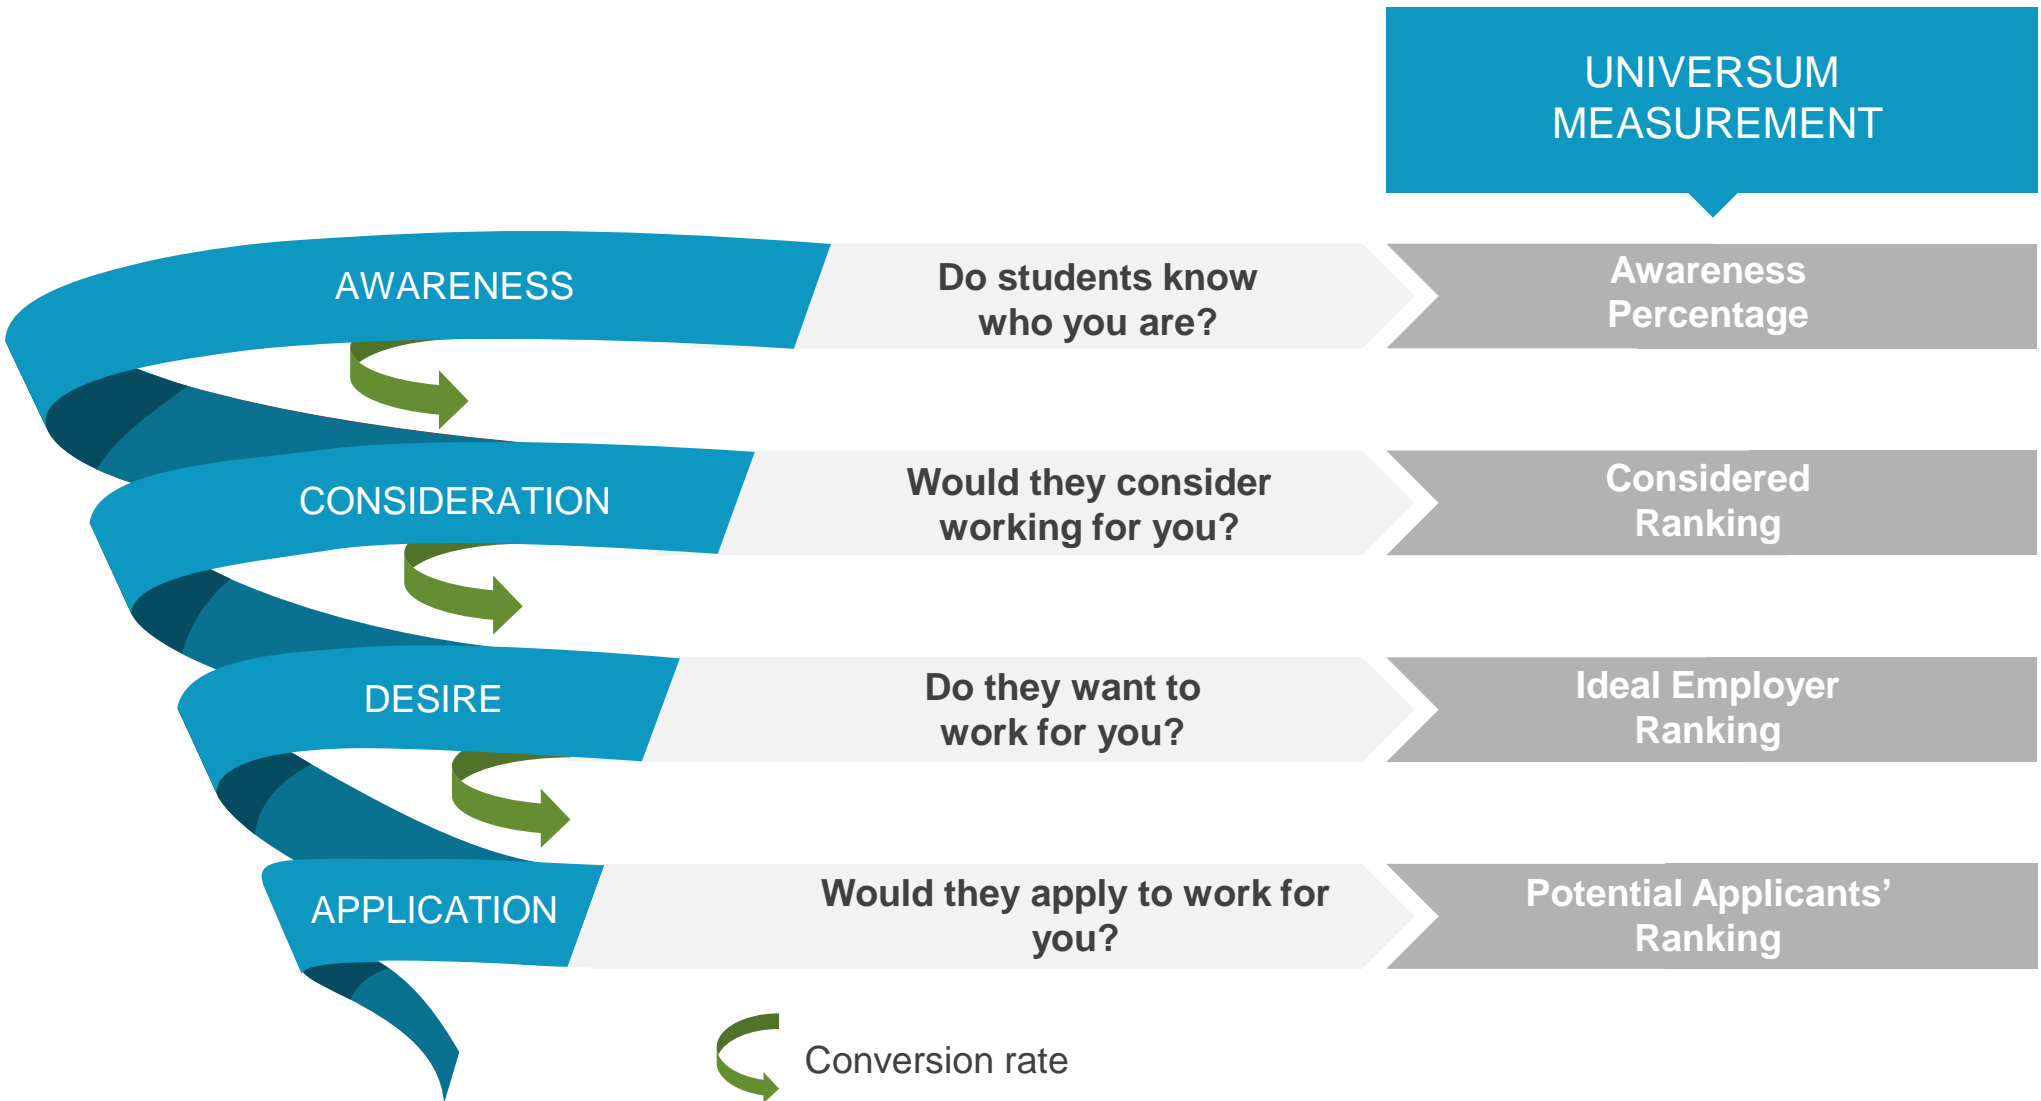 UNIVERSUM
MEASUREMENT
AWARENESS
Do students know
who you are?
Awareness
Percentage
CONSIDERATION
Would they consider
working for you?
Considered
Ranking
DESIRE
Do they want to
work for you?
Ideal Employer
Ranking
APPLICATION
Would they apply to work for
you?
Potential Applicants’
Ranking
Conversion rate